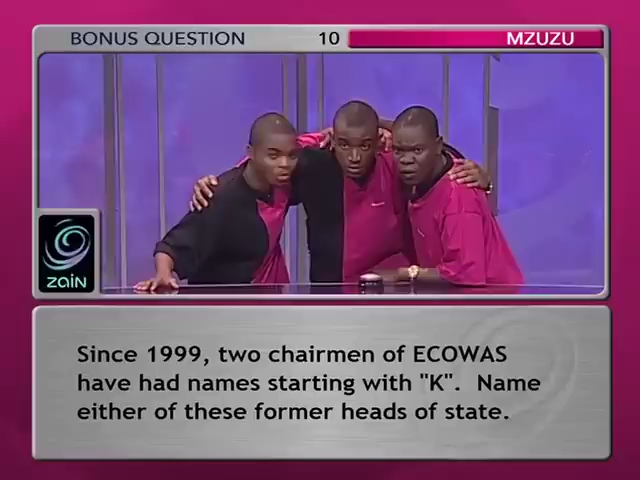 BONUS QUESTION 10 MZUZU
ZaiN
Since 1999, two chairmen of ECOWAS
have had names starting with "K".  Name
either of these former heads of state.